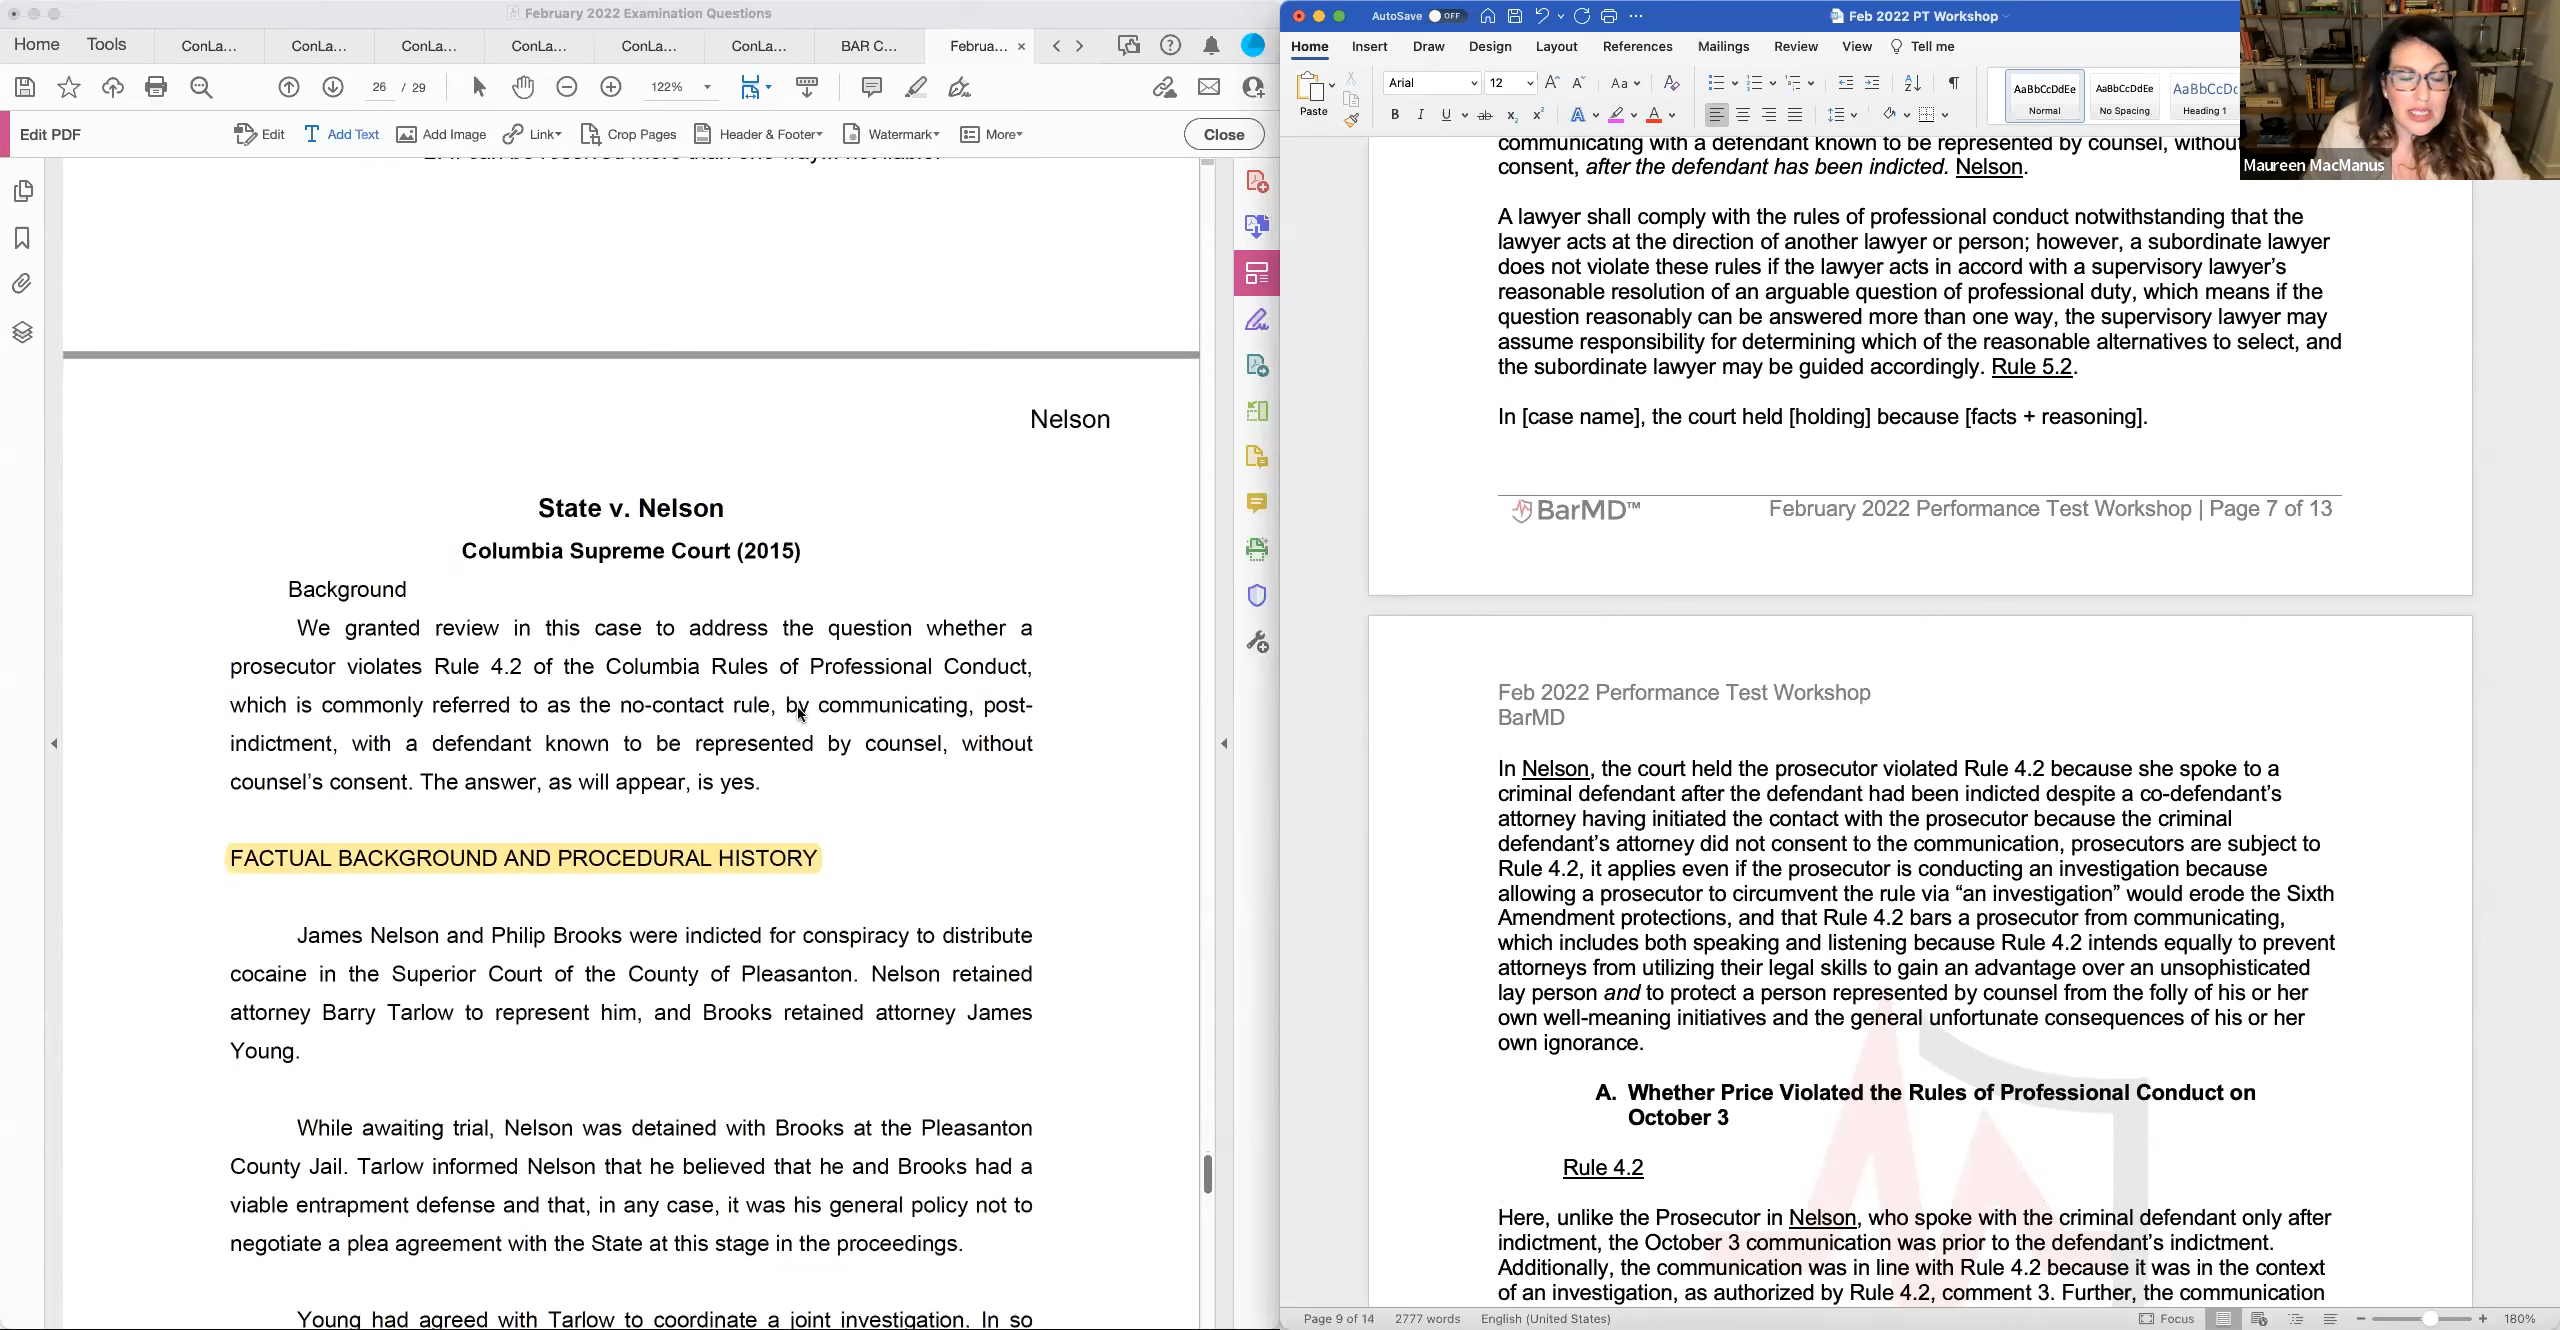 February 2022 Examination Questions
Home Tools ConLa... ConLa... ConLa... ConLa... ConLa... ConLa... BAR C... Februa... ×
26 / 29 122%
Edit PDF Edit Add Text Add Image Link Crop Pages Header & Footer Watermark More Close
Nelson
State v. Nelson
Columbia Supreme Court (2015)
Background
We granted review in this case to address the question whether a
prosecutor violates Rule 4.2 of the Columbia Rules of Professional Conduct,
which is commonly referred to as the no-contact rule, by communicating, post-
indictment, with a defendant known to be represented by counsel, without
counsel's consent. The answer, as will appear, is yes.
FACTUAL BACKGROUND AND PROCEDURAL HISTORY
James Nelson and Philip Brooks were indicted for conspiracy to distribute
cocaine in the Superior Court of the County of Pleasanton. Nelson retained
attorney Barry Tarlow to represent him, and Brooks retained attorney James
Young.
While awaiting trial, Nelson was detained with Brooks at the Pleasanton
County Jail. Tarlow informed Nelson that he believed that he and Brooks had a
viable entrapment defense and that, in any case, it was his general policy not to
negotiate a plea agreement with the State at this stage in the proceedings.
Young had agreed with Tarlow to coordinate a joint investigation. In so
AutoSave OFF Feb 2022 PT Workshop
Home Insert Draw Design Layout References Mailings Review View Tell me
Paste Arial 12 Aa AaBbCcDdEe AaBbCcDdEe AaBbCcDc
B I U ab x₂ x² A A Normal No Spacing Heading 1
Maureen MacManus
communicating with a defendant known to be represented by counsel, without
consent, after the defendant has been indicted. Nelson.
A lawyer shall comply with the rules of professional conduct notwithstanding that the
lawyer acts at the direction of another lawyer or person; however, a subordinate lawyer
does not violate these rules if the lawyer acts in accord with a supervisory lawyer's
reasonable resolution of an arguable question of professional duty, which means if the
question reasonably can be answered more than one way, the supervisory lawyer may
assume responsibility for determining which of the reasonable alternatives to select, and
the subordinate lawyer may be guided accordingly. Rule 5.2.
In [case name], the court held [holding] because [facts + reasoning].
BarMD™ February 2022 Performance Test Workshop | Page 7 of 13
Feb 2022 Performance Test Workshop
BarMD
In Nelson, the court held the prosecutor violated Rule 4.2 because she spoke to a
criminal defendant after the defendant had been indicted despite a co-defendant's
attorney having initiated the contact with the prosecutor because the criminal
defendant's attorney did not consent to the communication, prosecutors are subject to
Rule 4.2, it applies even if the prosecutor is conducting an investigation because
allowing a prosecutor to circumvent the rule via "an investigation" would erode the Sixth
Amendment protections, and that Rule 4.2 bars a prosecutor from communicating,
which includes both speaking and listening because Rule 4.2 intends equally to prevent
attorneys from utilizing their legal skills to gain an advantage over an unsophisticated
lay person and to protect a person represented by counsel from the folly of his or her
own well-meaning initiatives and the general unfortunate consequences of his or her
own ignorance.
A. Whether Price Violated the Rules of Professional Conduct on
October 3
Rule 4.2
Here, unlike the Prosecutor in Nelson, who spoke with the criminal defendant only after
indictment, the October 3 communication was prior to the defendant's indictment.
Additionally, the communication was in line with Rule 4.2 because it was in the context
of an investigation, as authorized by Rule 4.2, comment 3. Further, the communication
Page 9 of 14 2777 words English (United States) Focus 180%